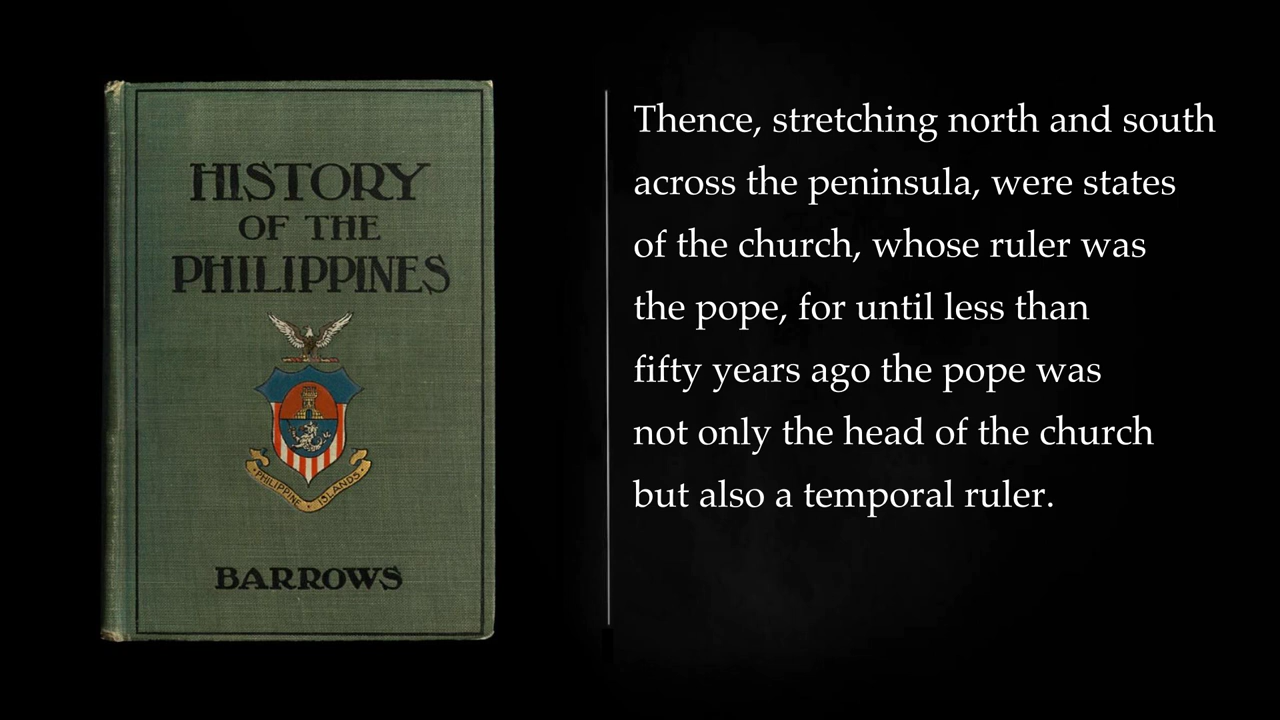 HISTORY
OF THE
PHILIPPINES
PHILIPPINE ISLANDS
BARROWS
Thence, stretching north and south
across the peninsula, were states
of the church, whose ruler was
the pope, for until less than
fifty years ago the pope was
not only the head of the church
but also a temporal ruler.